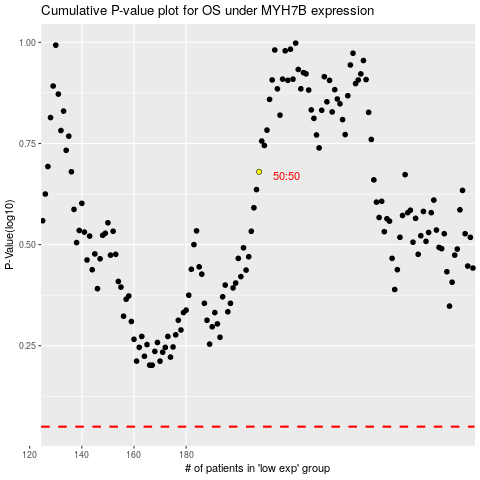 Cumulative P-value plot for OS under MYH7B expression
P-Value(log10)
1.00
0.75
0.50
0.25
50:50
120 140 160 180
# of patients in 'low exp' group